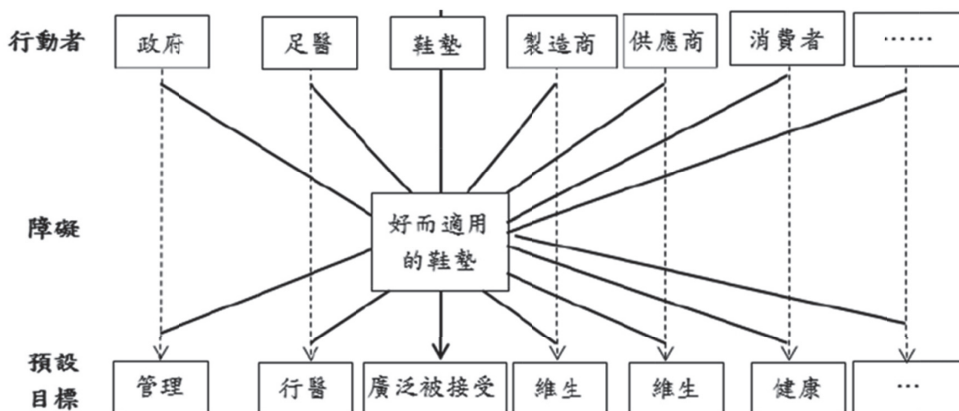 行動者
政府
足醫
鞋墊
製造商
供應商
消費者
……
障礙
好而適用
的鞋墊
預設
目標
管理
行醫
廣泛被接受
維生
維生
健康
…